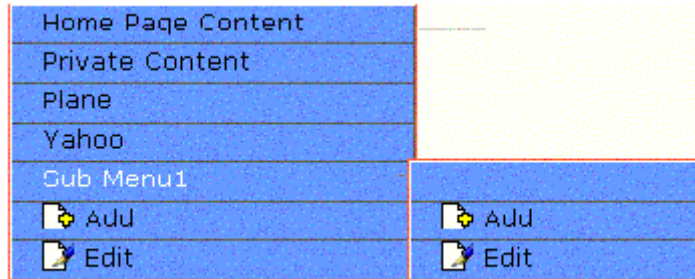 Home Page Content
Private Content
Plane
Yahoo
Sub Menu1
Add
Edit
Add
Edit